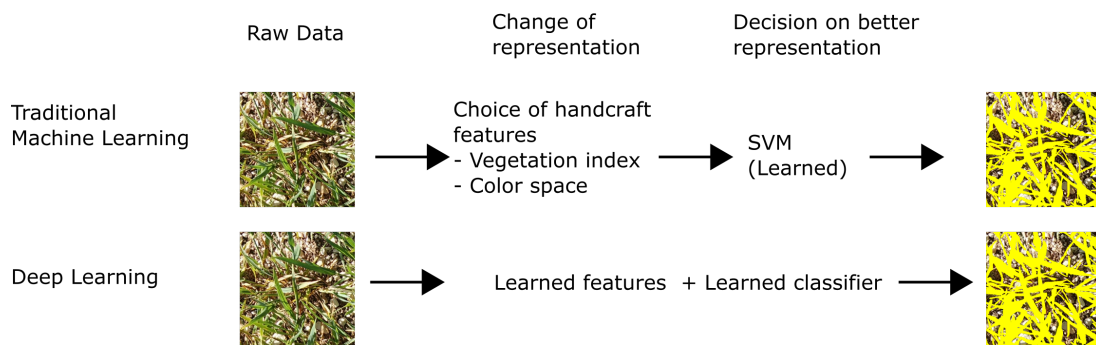 Raw Data
Change of
representation
Decision on better
representation
Traditional
Machine Learning
Choice of handcraft
features
- Vegetation index
- Color space
SVM
(Learned)
Deep Learning
Learned features + Learned classifier